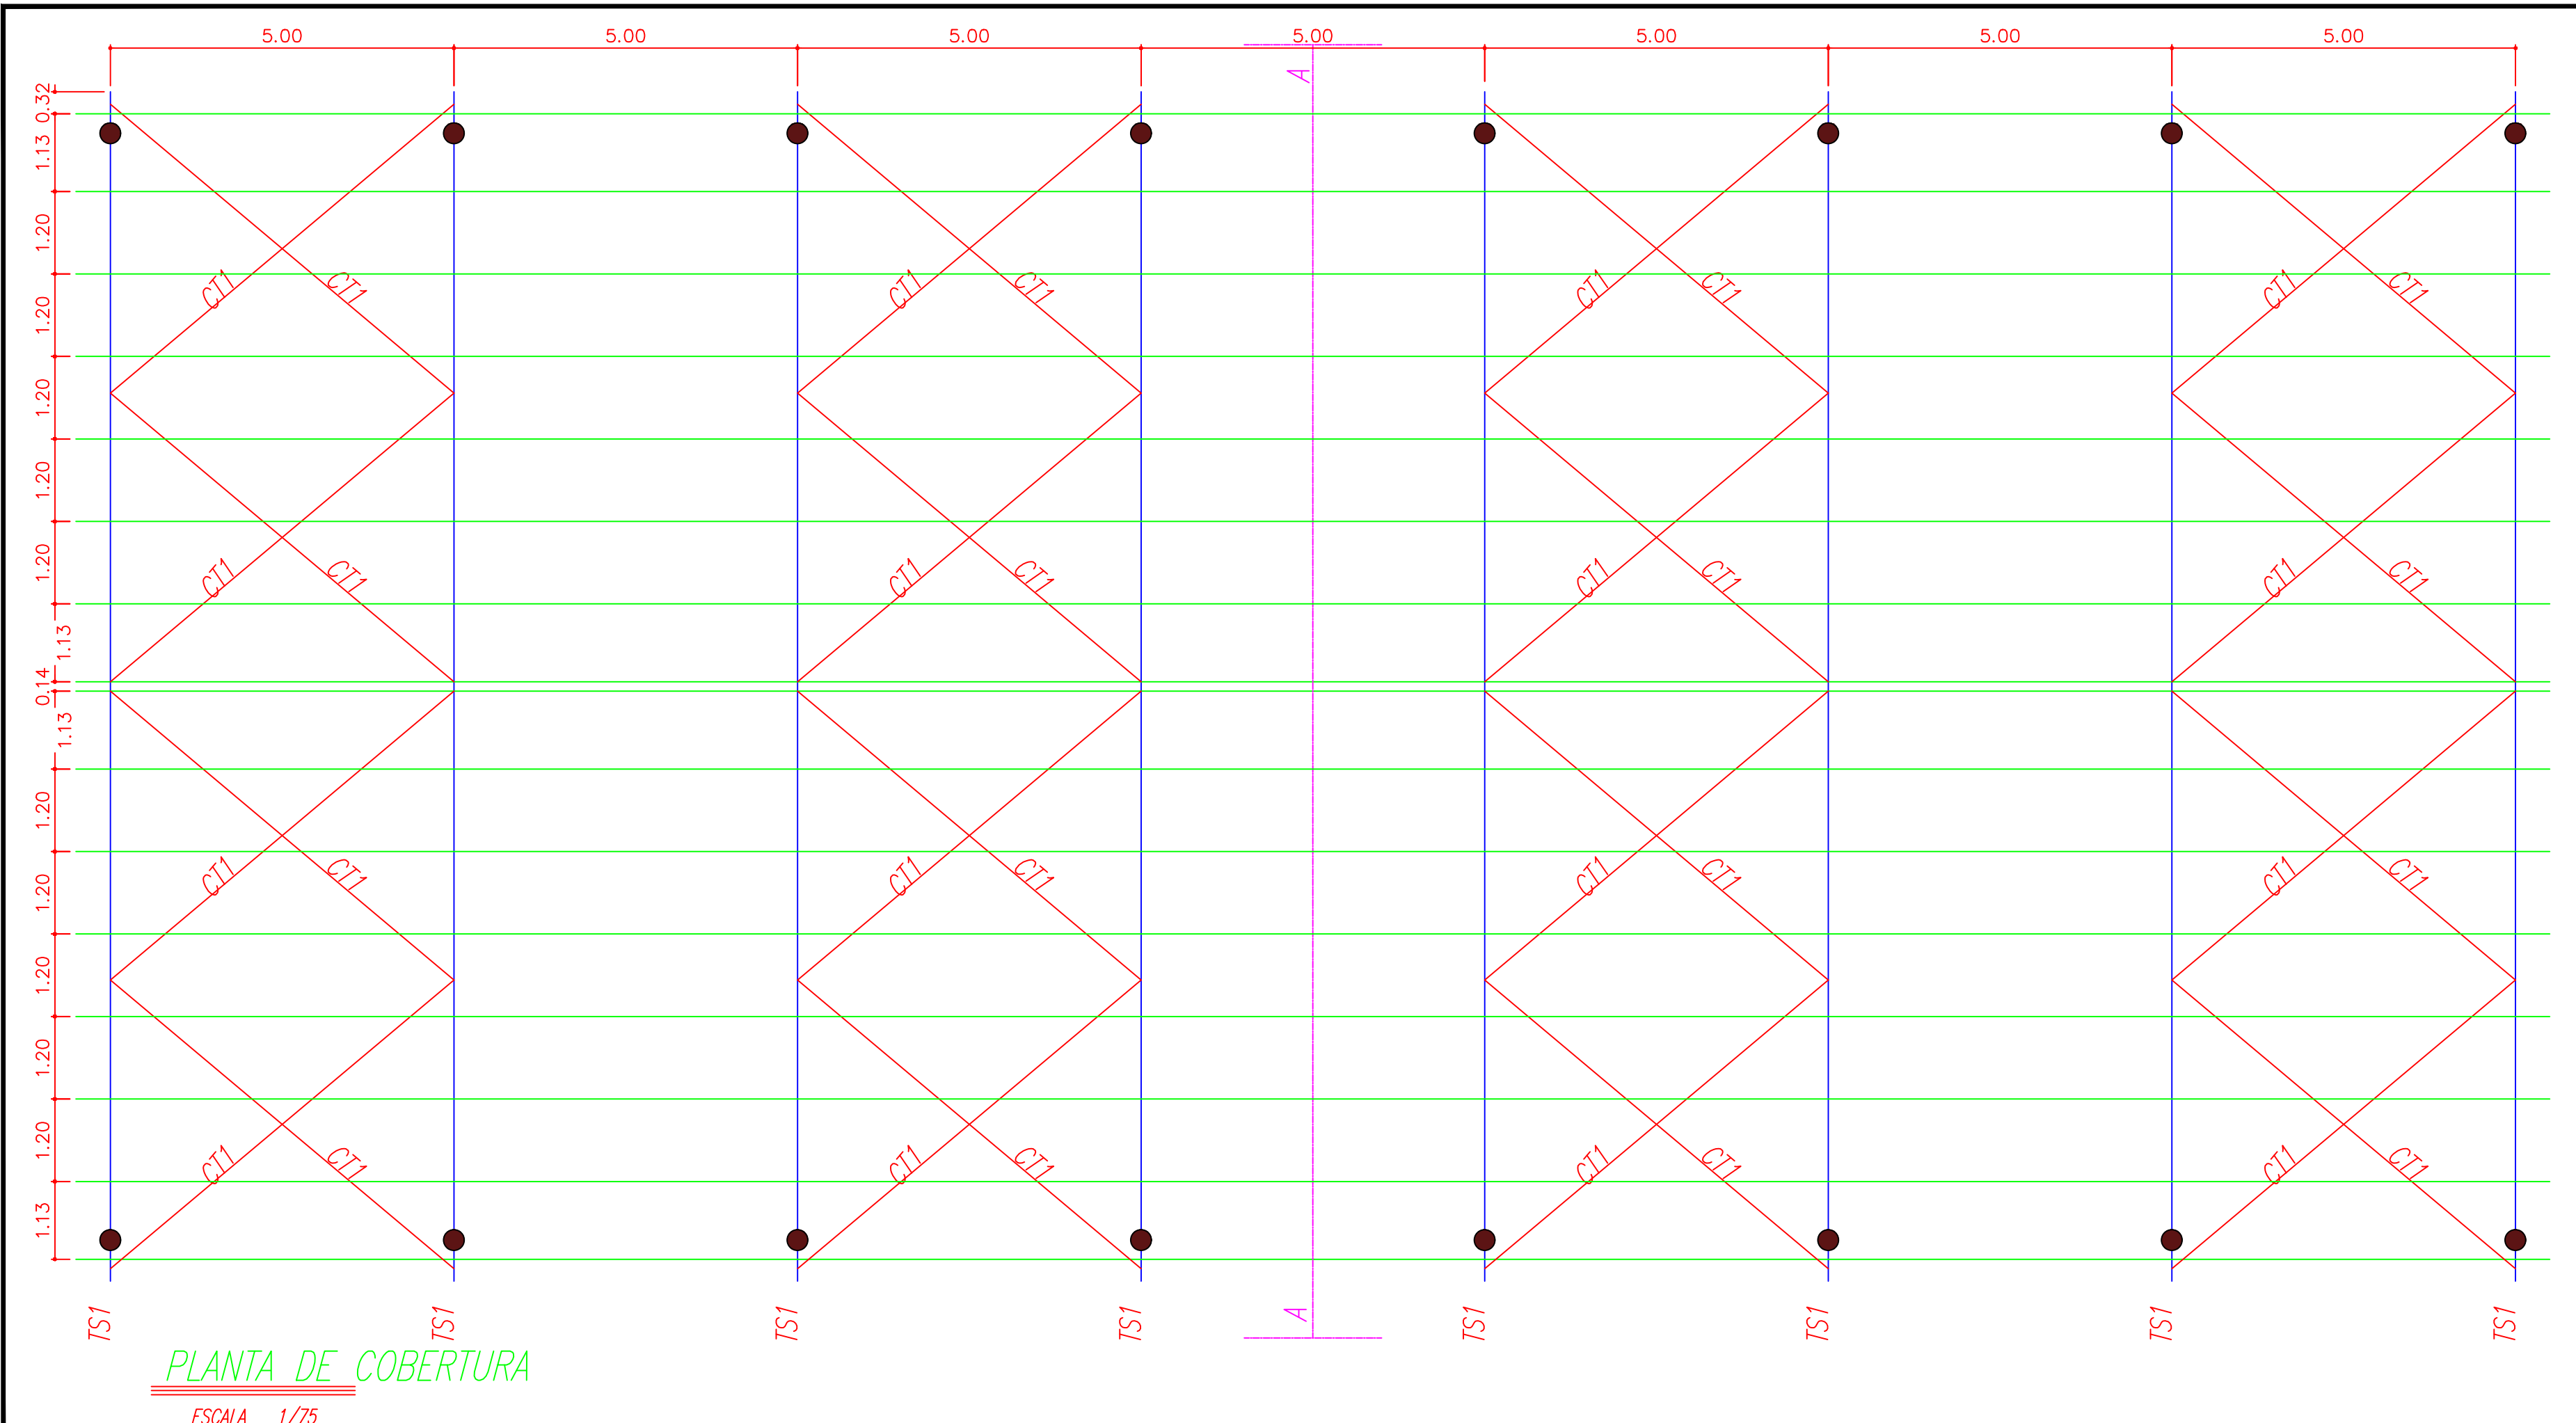 5.00 5.00 5.00 5.00 5.00 5.00 5.00
A
0.32
1.13
1.20
CT1 CT1 CT1 CT1 CT1 CT1 CT1 CT1
1.20
1.20
1.20
1.20
CT1 CT1 CT1 CT1 CT1 CT1 CT1 CT1
1.13
0.14
1.13
1.20
CT1 CT1 CT1 CT1 CT1 CT1 CT1 CT1
1.20
1.20
1.20
1.20
CT1 CT1 CT1 CT1 CT1 CT1 CT1 CT1
1.13
A
TS1 TS1 TS1 TS1 TS1 TS1 TS1 TS1
PLANTA DE COBERTURA
ESCALA 1/75